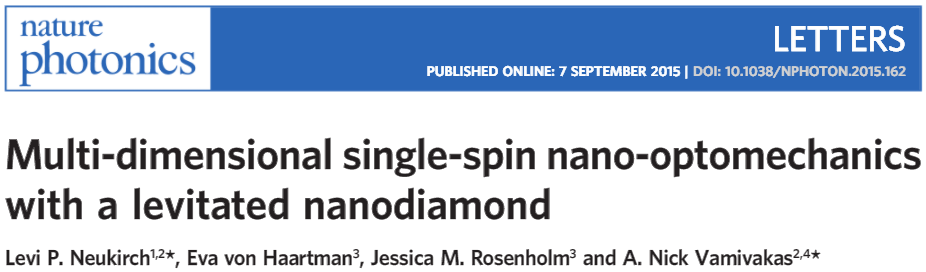 nature
photonics
LETTERS
PUBLISHED ONLINE: 7 SEPTEMBER 2015 | DOI: 10.1038/NPHOTON.2015.162
Multi-dimensional single-spin nano-optomechanics
with a levitated nanodiamond
Levi P. Neukirch1,2★, Eva von Haartman3, Jessica M. Rosenholm3 and A. Nick Vamivakas2,4★